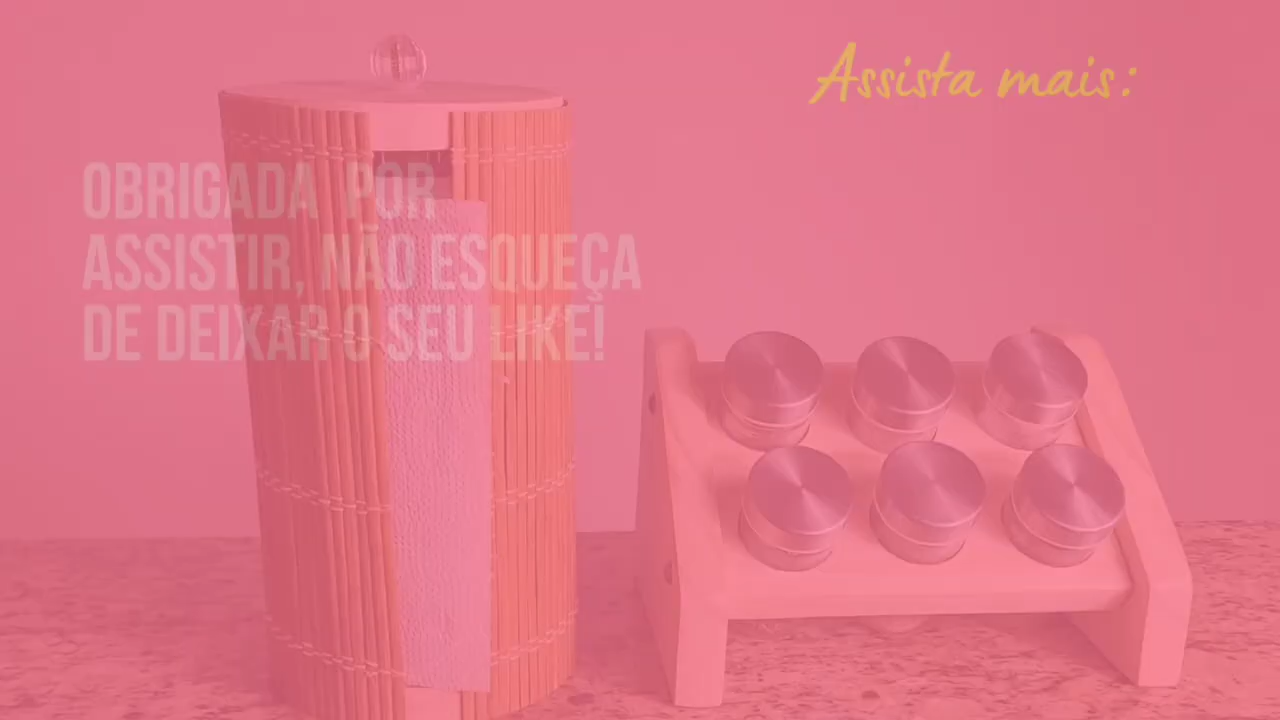 Assista mais:
OBRIGADA POR
ASSISTIR, NÃO ESQUEÇA
DE DEIXAR O SEU LIKE!